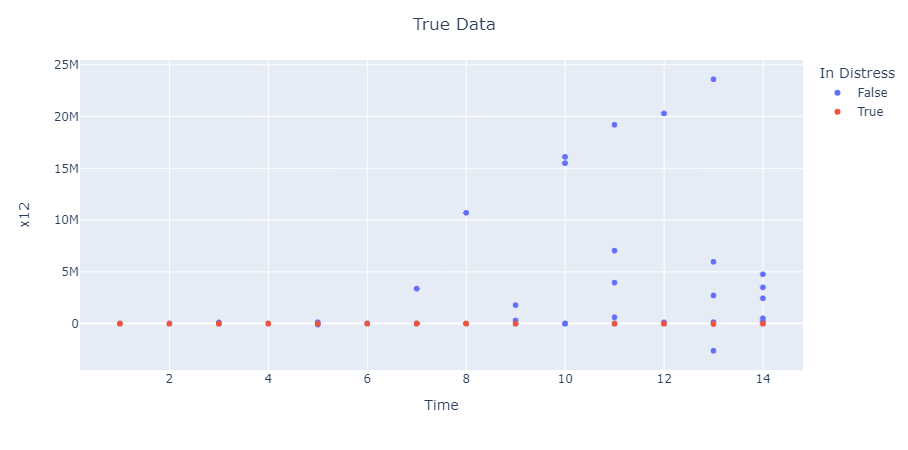 True Data
25M
20M
15M
10M
5M
0
x12
2 4 6 8 10 12 14
Time
In Distress
False
True